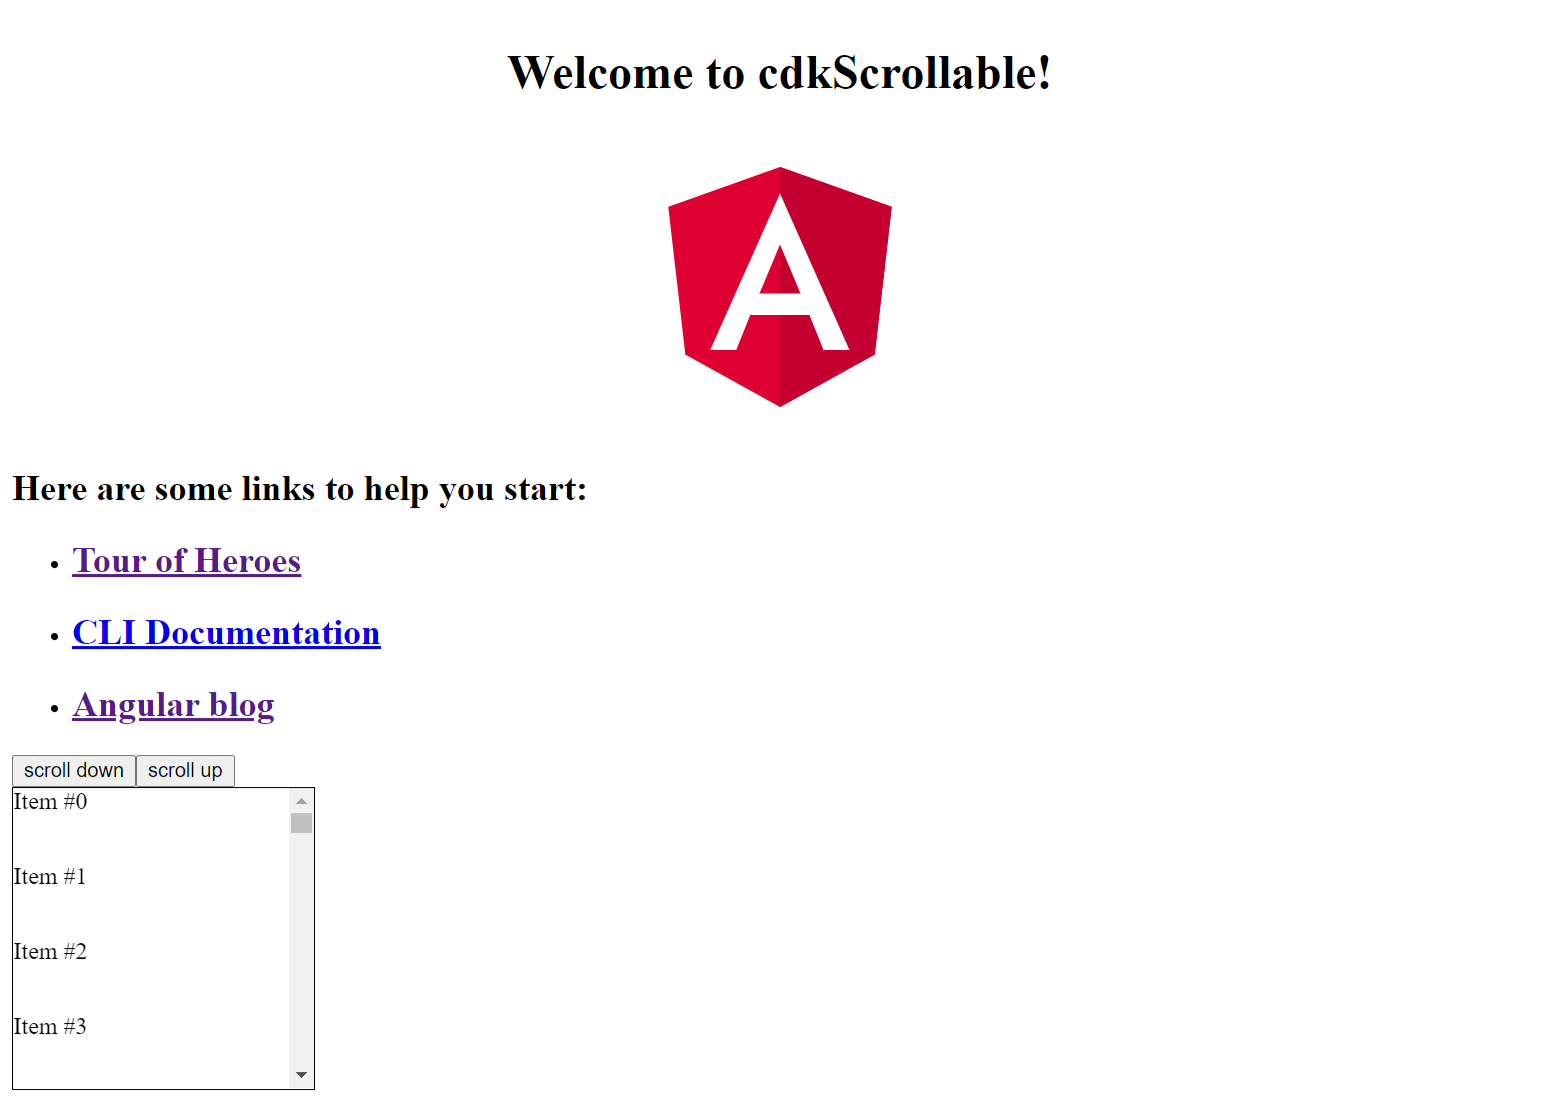 Welcome to cdkScrollable!
Here are some links to help you start:
Tour of Heroes
CLI Documentation
Angular blog
scroll down scroll up
Item #0
Item #1
Item #2
Item #3